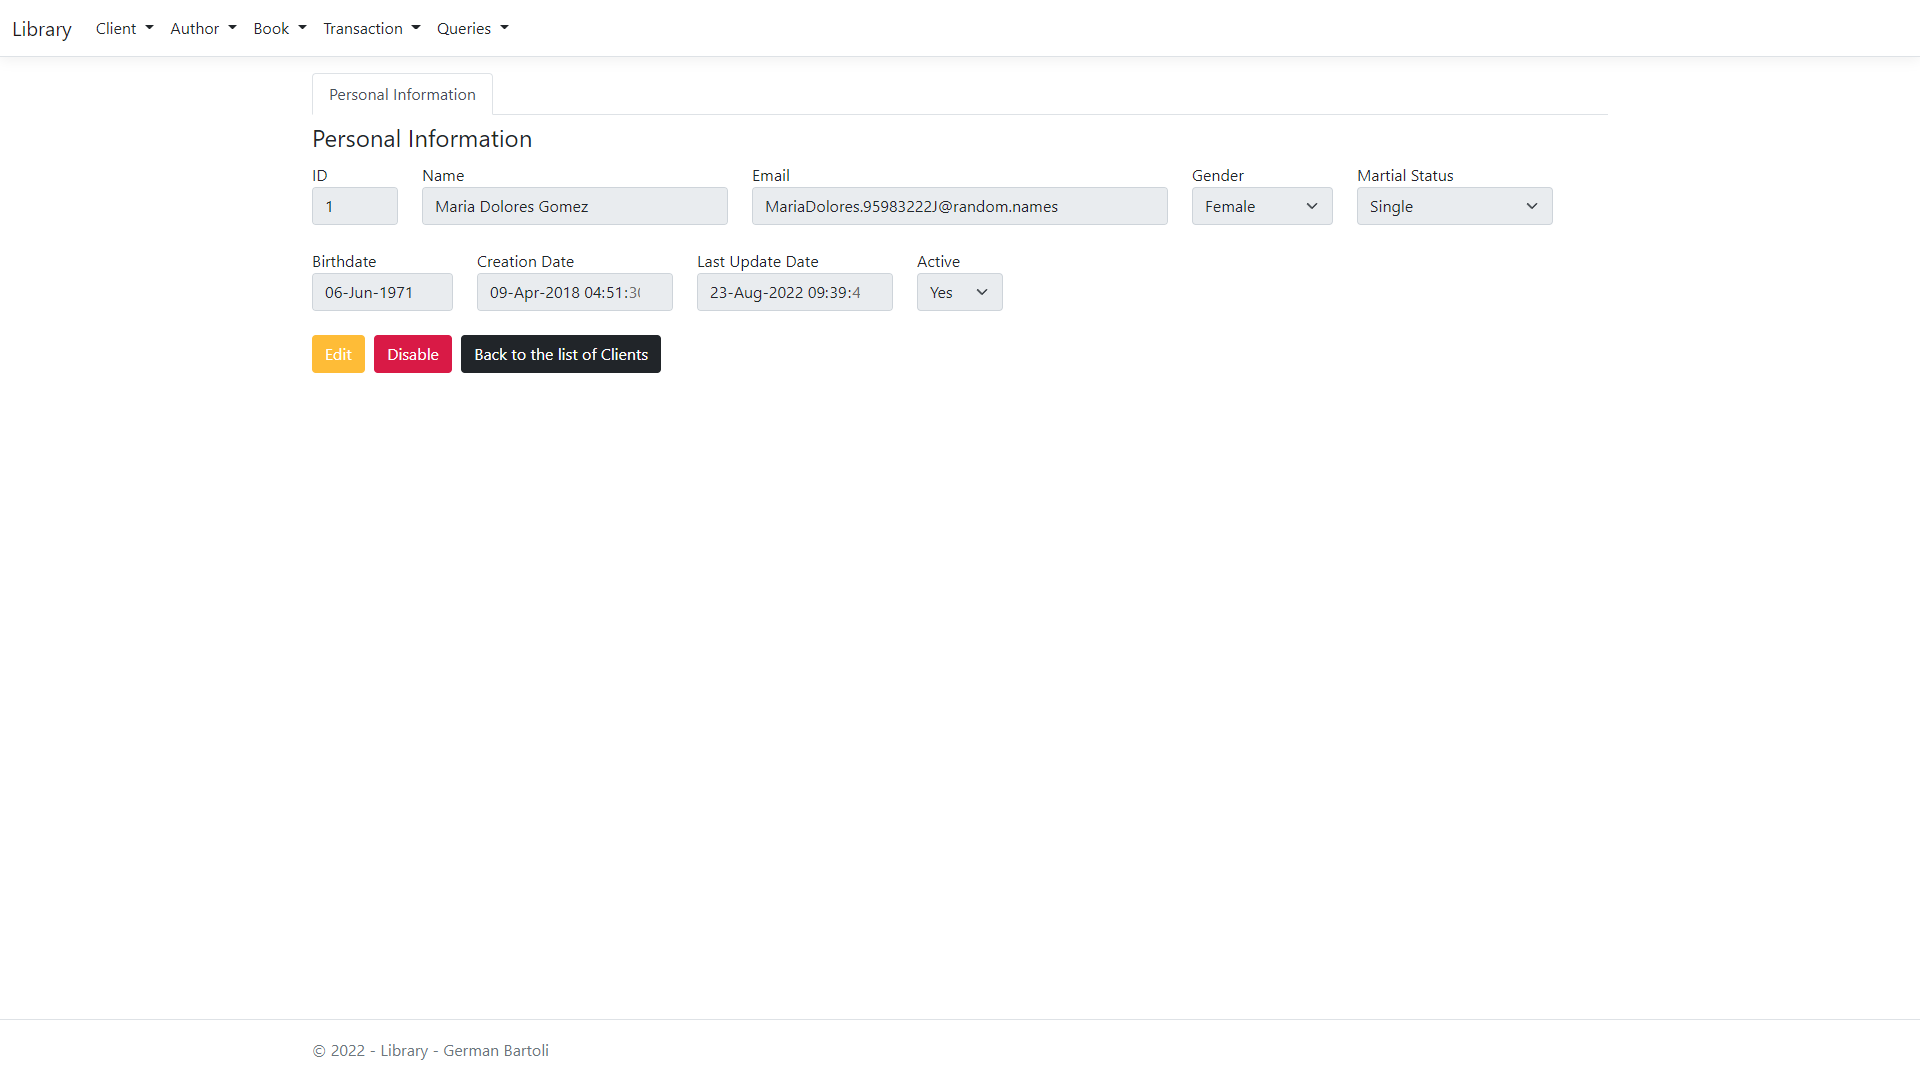 Library Client Author Book Transaction Queries
Personal Information
Personal Information
ID Name Email Gender Martial Status
1 Maria Dolores Gomez MariaDolores.95983222J@random.names Female Single
Birthdate Creation Date Last Update Date Active
06-Jun-1971 09-Apr-2018 04:51: 23-Aug-2022 09:39:4 Yes
Edit Disable Back to the list of Clients
© 2022 - Library - German Bartoli